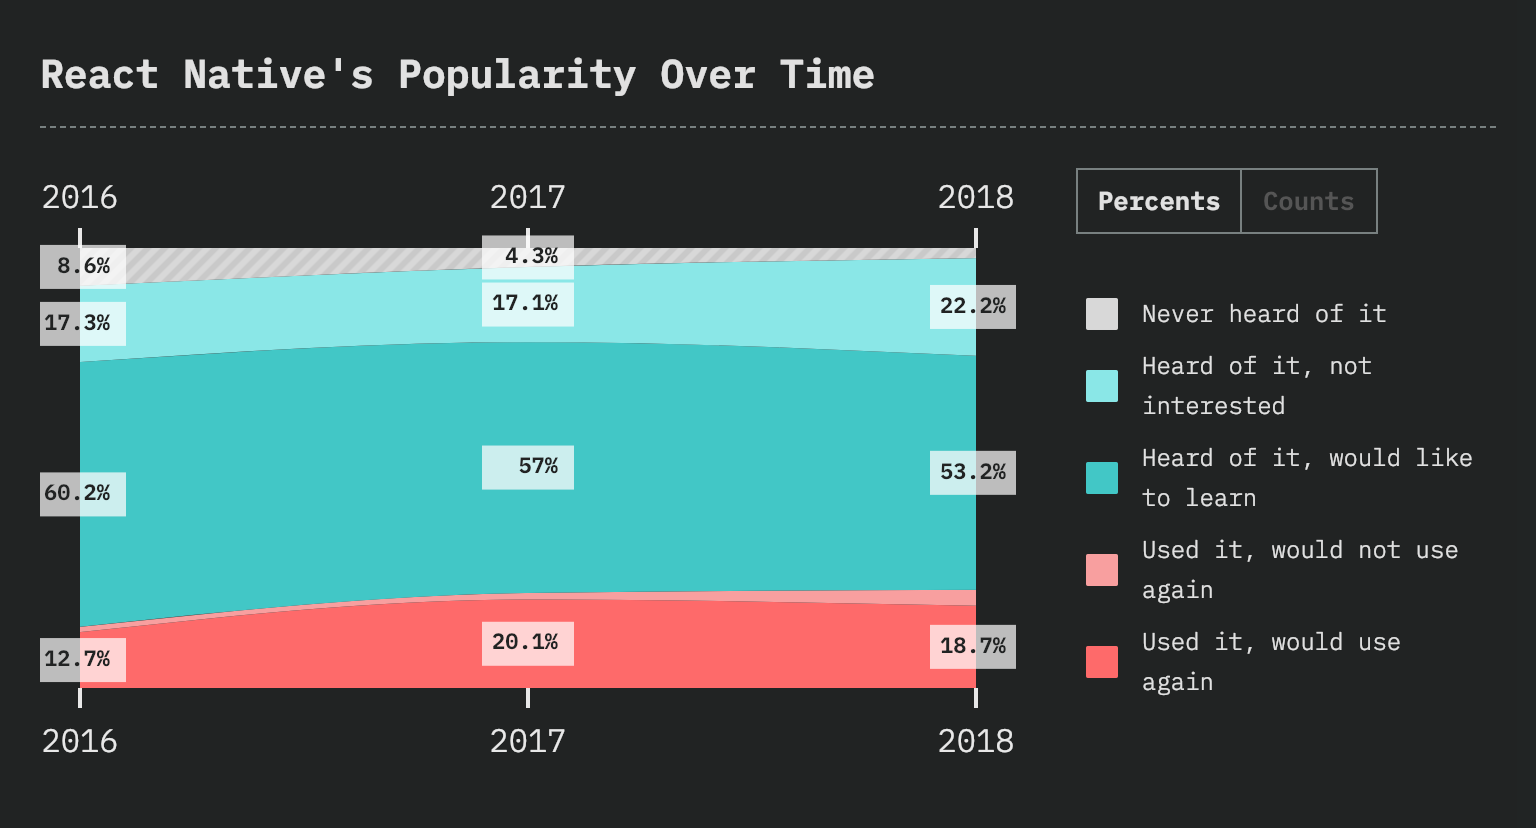 React Native's Popularity Over Time
2016 2017 2018
Percents Counts
8.6% 4.3%
17.3% 17.1% 22.2%
60.2% 57% 53.2%
12.7% 20.1% 18.7%
2016 2017 2018
Never heard of it
Heard of it, not
interested
Heard of it, would like
to learn
Used it, would not use
again
Used it, would use
again